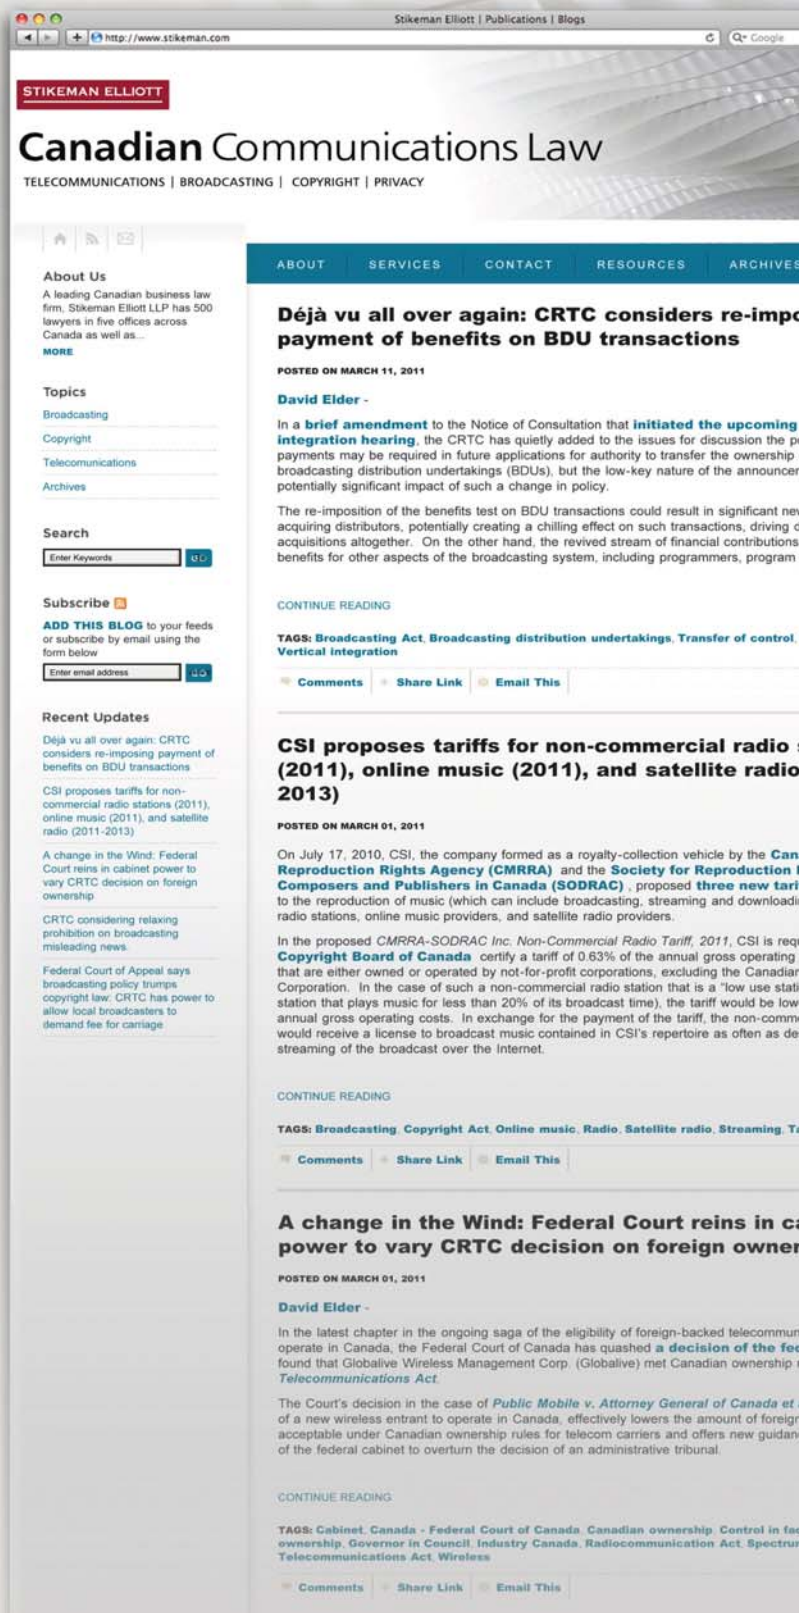 Stikeman Elliott | Publications | Blogs
http://www.stikeman.com
Google
STIKEMAN ELLIOTT
Canadian Communications Law
TELECOMMUNICATIONS | BROADCASTING | COPYRIGHT | PRIVACY
About Us
A leading Canadian business law
firm, Stikeman Elliott LLP has 500
lawyers in five offices across
Canada as well as...
MORE
Topics
Broadcasting
Copyright
Telecomunications
Archives
Search
Enter Keywords
GO
Subscribe
ADD THIS BLOG to your feeds
or subscribe by email using the
form below
Enter email address
GO
Recent Updates
Déjà vu all over again: CRTC
considers re-imposing payment of
benefits on BDU transactions
CSI proposes tariffs for non-
commercial radio stations (2011),
online music (2011), and satellite
radio (2011-2013)
A change in the Wind: Federal
Court reins in cabinet power to
vary CRTC decision on foreign
ownership
CRTC considering relaxing
prohibition on broadcasting
misleading news
Federal Court of Appeal says
broadcasting policy trumps
copyright law: CRTC has power to
allow local broadcasters to
demand fee for carriage
ABOUT SERVICES CONTACT RESOURCES ARCHIVES
Déjà vu all over again: CRTC considers re-impo
payment of benefits on BDU transactions
POSTED ON MARCH 11, 2011
David Elder -
In a brief amendment to the Notice of Consultation that initiated the upcoming
integration hearing, the CRTC has quietly added to the issues for discussion the p
payments may be required in future applications for authority to transfer the ownership
broadcasting distribution undertakings (BDUs), but the low-key nature of the announcer
potentially significant impact of such a change in policy.
The re-imposition of the benefits test on BDU transactions could result in significant new
acquiring distributors, potentially creating a chilling effect on such transactions, driving
acquisitions altogether. On the other hand, the revived stream of financial contributions
benefits for other aspects of the broadcasting system, including programmers, program
CONTINUE READING
TAGS: Broadcasting Act, Broadcasting distribution undertakings, Transfer of control,
Vertical integration
Comments Share Link Email This
CSI proposes tariffs for non-commercial radio s
(2011), online music (2011), and satellite radio
2013)
POSTED ON MARCH 01, 2011
On July 17, 2010, CSI, the company formed as a royalty-collection vehicle by the Can
Reproduction Rights Agency (CMRRA) and the Society for Reproduction
Composers and Publishers in Canada (SODRAC) , proposed three new tari
to the reproduction of music (which can include broadcasting, streaming and downloadi
radio stations, online music providers, and satellite radio providers.
In the proposed CMRRA-SODRAC Inc. Non-Commercial Radio Tariff, 2011, CSI is requ
Copyright Board of Canada certify a tariff of 0.63% of the annual gross operating
that are either owned or operated by not-for-profit corporations, excluding the Canadian
Corporation. In the case of such a non-commercial radio station that is a "low use stati
station that plays music for less than 20% of its broadcast time), the tariff would be low
annual gross operating costs. In exchange for the payment of the tariff, the non-comme
would receive a license to broadcast music contained in CSI's repertoire as often as de
streaming of the broadcast over the Internet.
CONTINUE READING
TAGS: Broadcasting, Copyright Act, Online music, Radio, Satellite radio, Streaming, Ta
Comments Share Link Email This
A change in the Wind: Federal Court reins in ca
power to vary CRTC decision on foreign owner
POSTED ON MARCH 01, 2011
David Elder -
In the latest chapter in the ongoing saga of the eligibility of foreign-backed telecommun
operate in Canada, the Federal Court of Canada has quashed a decision of the fed
found that Globalive Wireless Management Corp. (Globalive) met Canadian ownership
Telecommunications Act.
The Court's decision in the case of Public Mobile v. Attorney General of Canada et
of a new wireless entrant to operate in Canada, effectively lowers the amount of foreign
acceptable under Canadian ownership rules for telecom carriers and offers new guidanc
of the federal cabinet to overturn the decision of an administrative tribunal.
CONTINUE READING
TAGS: Cabinet, Canada - Federal Court of Canada, Canadian ownership, Control in fac
ownership, Governor in Council, Industry Canada, Radiocommunication Act, Spectrum
Telecommunications Act, Wireless
Comments Share Link Email This